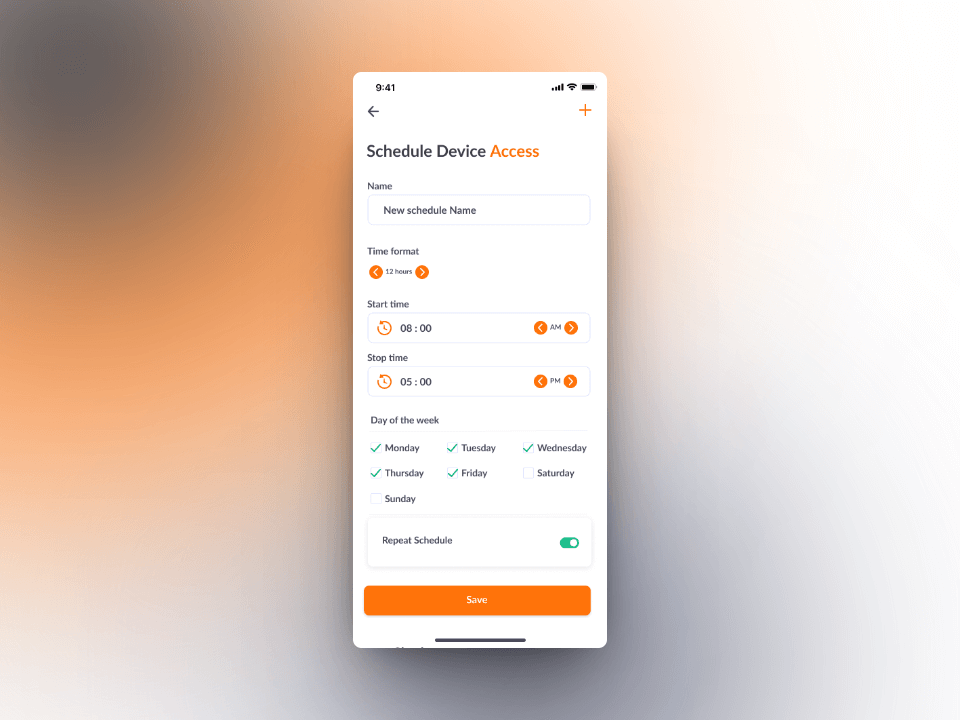 9:41
Schedule Device Access
Name
New schedule Name
Time format
12 hours
Start time
08 : 00
AM
Stop time
05 : 00
PM
Day of the week
Monday Tuesday Wednesday
Thursday Friday Saturday
Sunday
Repeat Schedule
Save